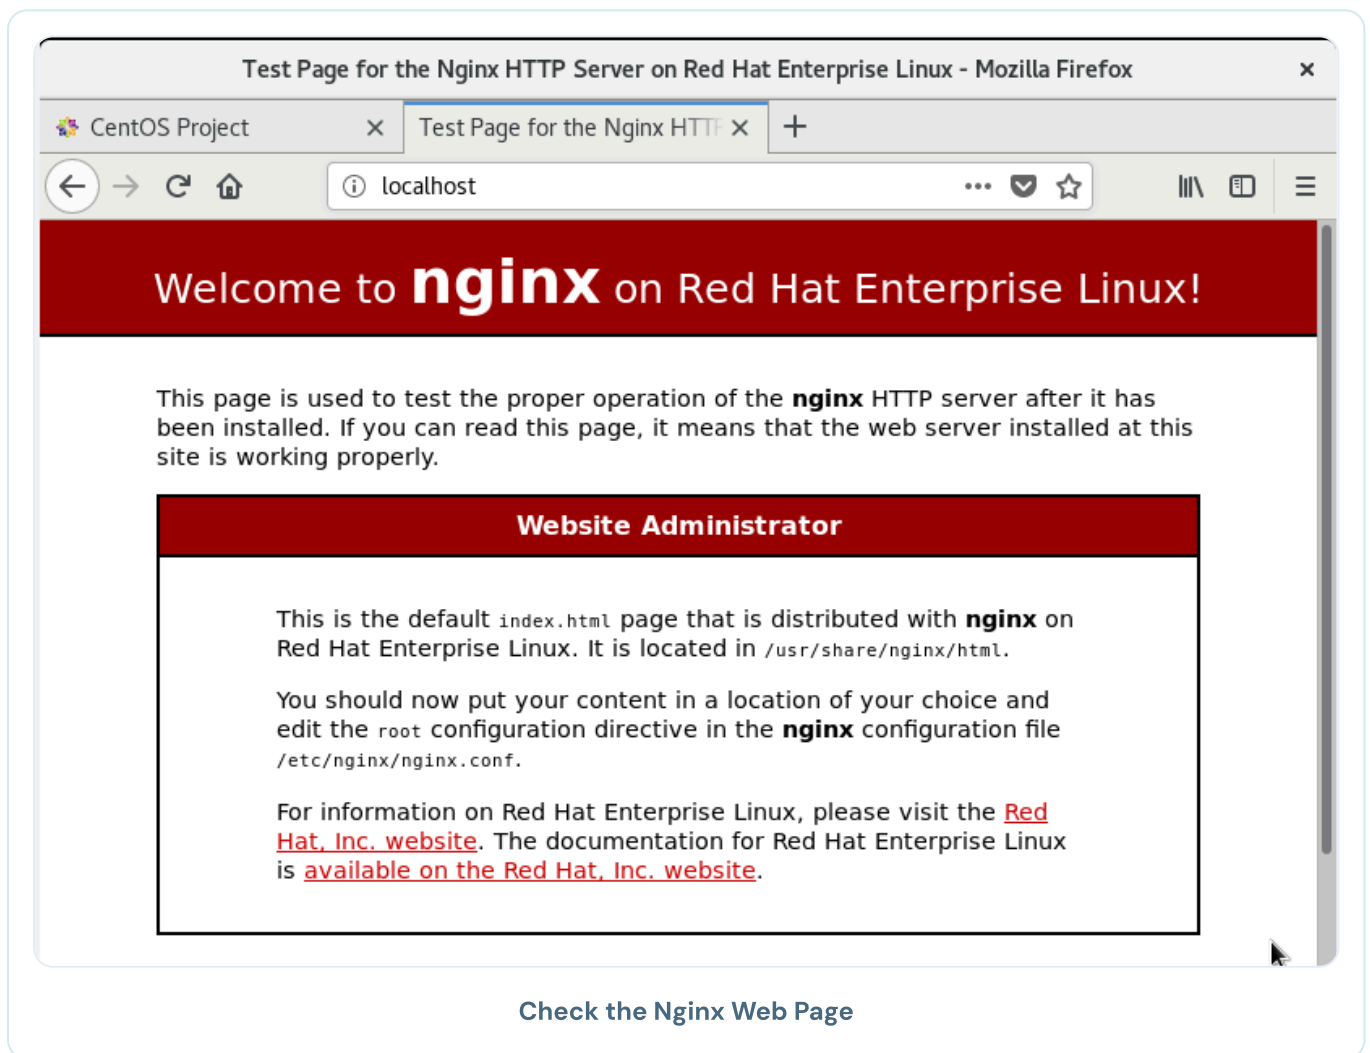 Test Page for the Nginx HTTP Server on Red Hat Enterprise Linux - Mozilla Firefox
CentOS Project
Test Page for the Nginx HTTP
localhost
Welcome to nginx on Red Hat Enterprise Linux!
This page is used to test the proper operation of the nginx HTTP server after it has
been installed. If you can read this page, it means that the web server installed at this
site is working properly.
Website Administrator
This is the default index.html page that is distributed with nginx on
Red Hat Enterprise Linux. It is located in /usr/share/nginx/html.
You should now put your content in a location of your choice and
edit the root configuration directive in the nginx configuration file
/etc/nginx/nginx.conf.
For information on Red Hat Enterprise Linux, please visit the Red
Hat, Inc. website. The documentation for Red Hat Enterprise Linux
is available on the Red Hat, Inc. website.
Check the Nginx Web Page